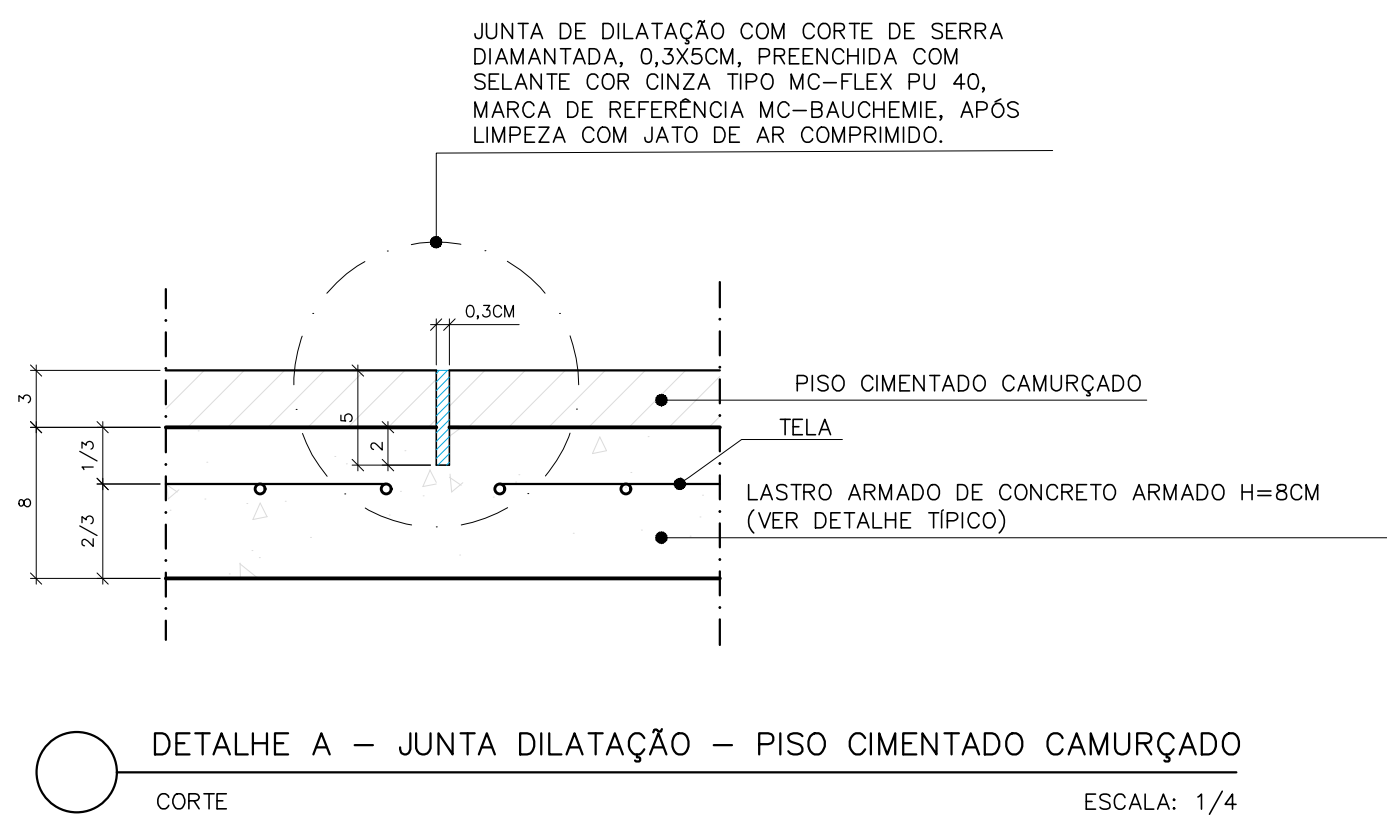 JUNTA DE DILATAÇÃO COM CORTE DE SERRA
DIAMANTADA, 0,3X5CM, PREENCHIDA COM
SELANTE COR CINZA TIPO MC-FLEX PU 40,
MARCA DE REFERÊNCIA MC-BAUCHEMIE, APÓS
LIMPEZA COM JATO DE AR COMPRIMIDO.
0,3CM
3
5
2
1/3
8
2/3
PISO CIMENTADO CAMURÇADO
TELA
LASTRO ARMADO DE CONCRETO ARMADO H=8CM
(VER DETALHE TÍPICO)
DETALHE A - JUNTA DILATAÇÃO - PISO CIMENTADO CAMURÇADO
CORTE
ESCALA: 1/4